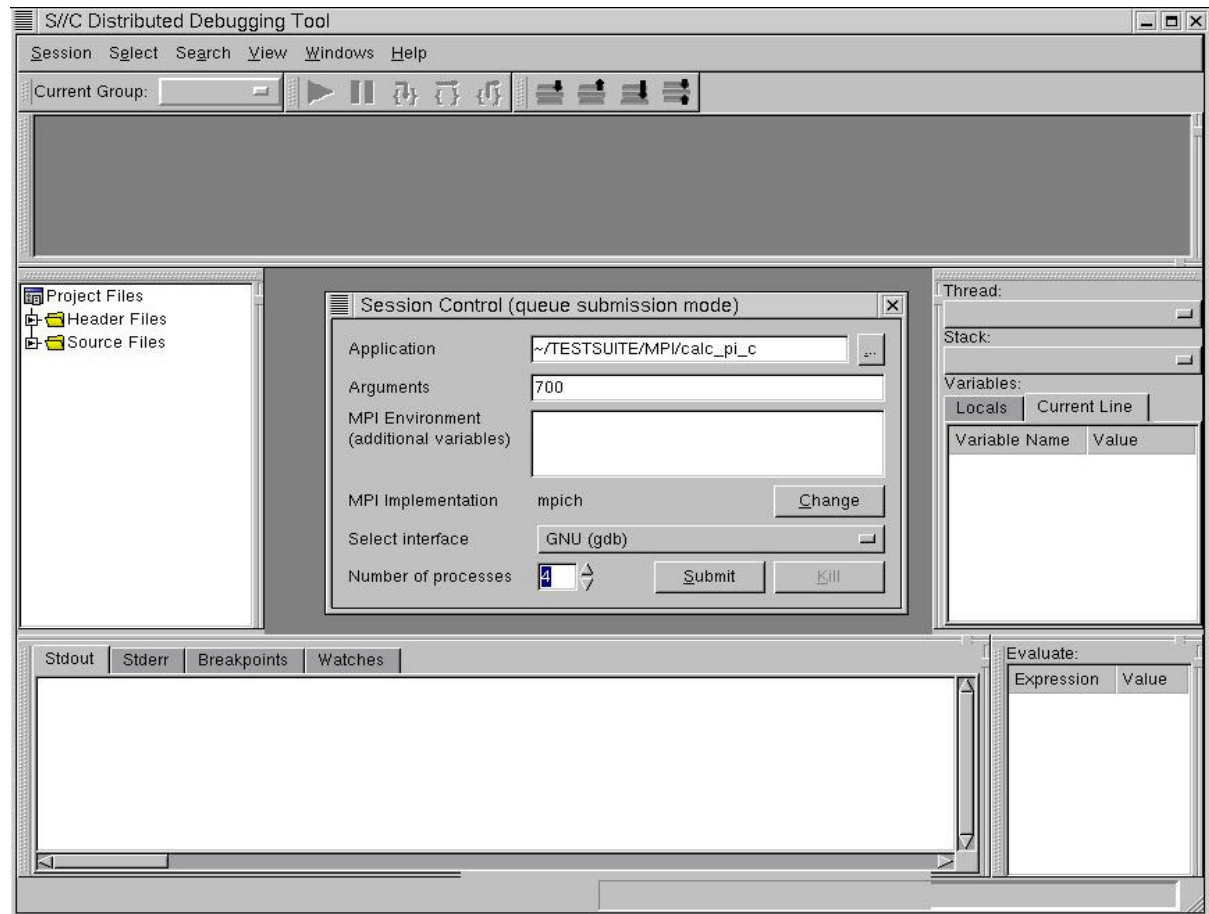 S//C Distributed Debugging Tool
Session Select Search View Windows Help
Current Group:
Project Files
Header Files
Source Files
Session Control (queue submission mode)
Application ~/TESTSUITE/MPI/calc_pi_c ...
Arguments 700
MPI Environment
(additional variables)
MPI Implementation mpich Change
Select interface GNU (gdb)
Number of processes 4 Submit Kill
Thread:
Stack:
Variables:
Locals Current Line
Variable Name Value
Stdout Stderr Breakpoints Watches
Evaluate:
Expression Value